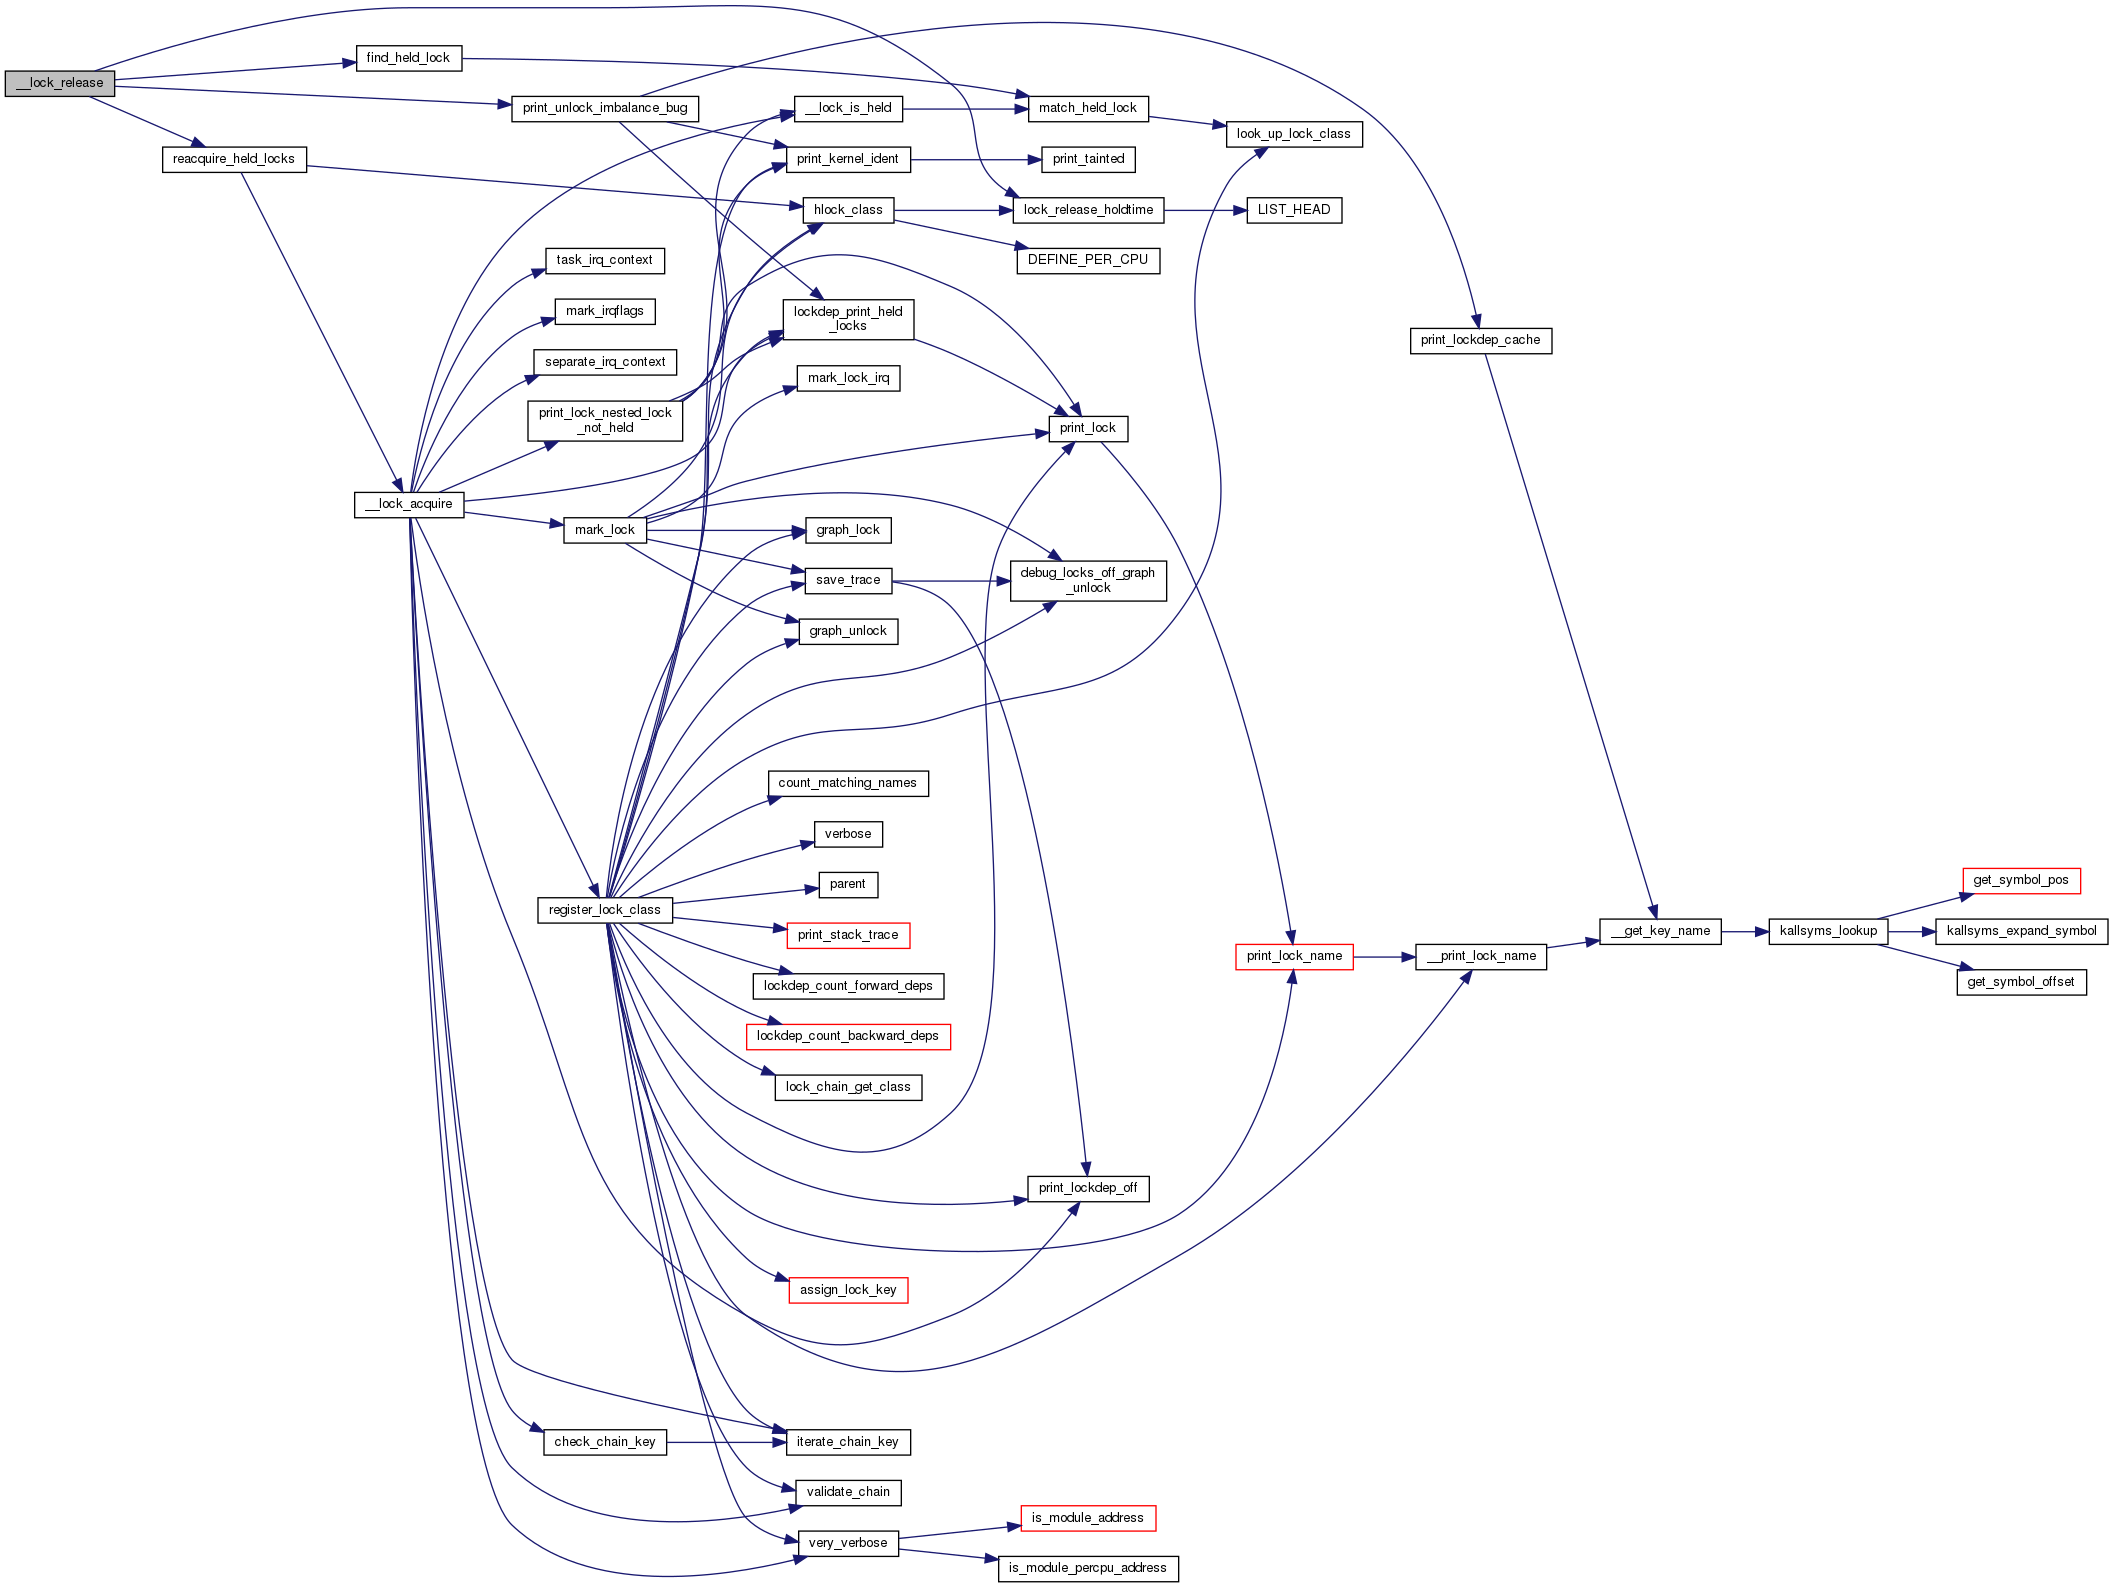 __lock_release
find_held_lock
print_unlock_imbalance_bug
reacquire_held_locks
__lock_is_held
match_held_lock
look_up_lock_class
print_kernel_ident
print_tainted
hlock_class
lock_release_holdtime
LIST_HEAD
DEFINE_PER_CPU
task_irq_context
mark_irqflags
separate_irq_context
lockdep_print_held
_locks
print_lockdep_cache
mark_lock_irq
print_lock_nested_lock
_not_held
print_lock
__lock_acquire
mark_lock
graph_lock
save_trace
debug_locks_off_graph
_unlock
graph_unlock
count_matching_names
verbose
parent
register_lock_class
print_stack_trace
lockdep_count_forward_deps
lockdep_count_backward_deps
lock_chain_get_class
print_lock_name
__print_lock_name
__get_key_name
kallsyms_lookup
get_symbol_pos
kallsyms_expand_symbol
get_symbol_offset
print_lockdep_off
assign_lock_key
check_chain_key
iterate_chain_key
validate_chain
very_verbose
is_module_address
is_module_percpu_address